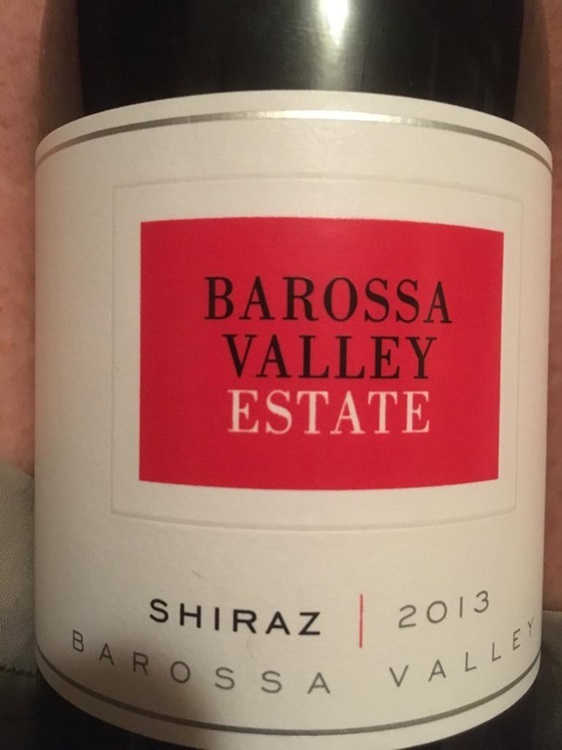 BAROSSA
VALLEY
ESTATE
SHIRAZ | 2013
BAROSSA VALLEY